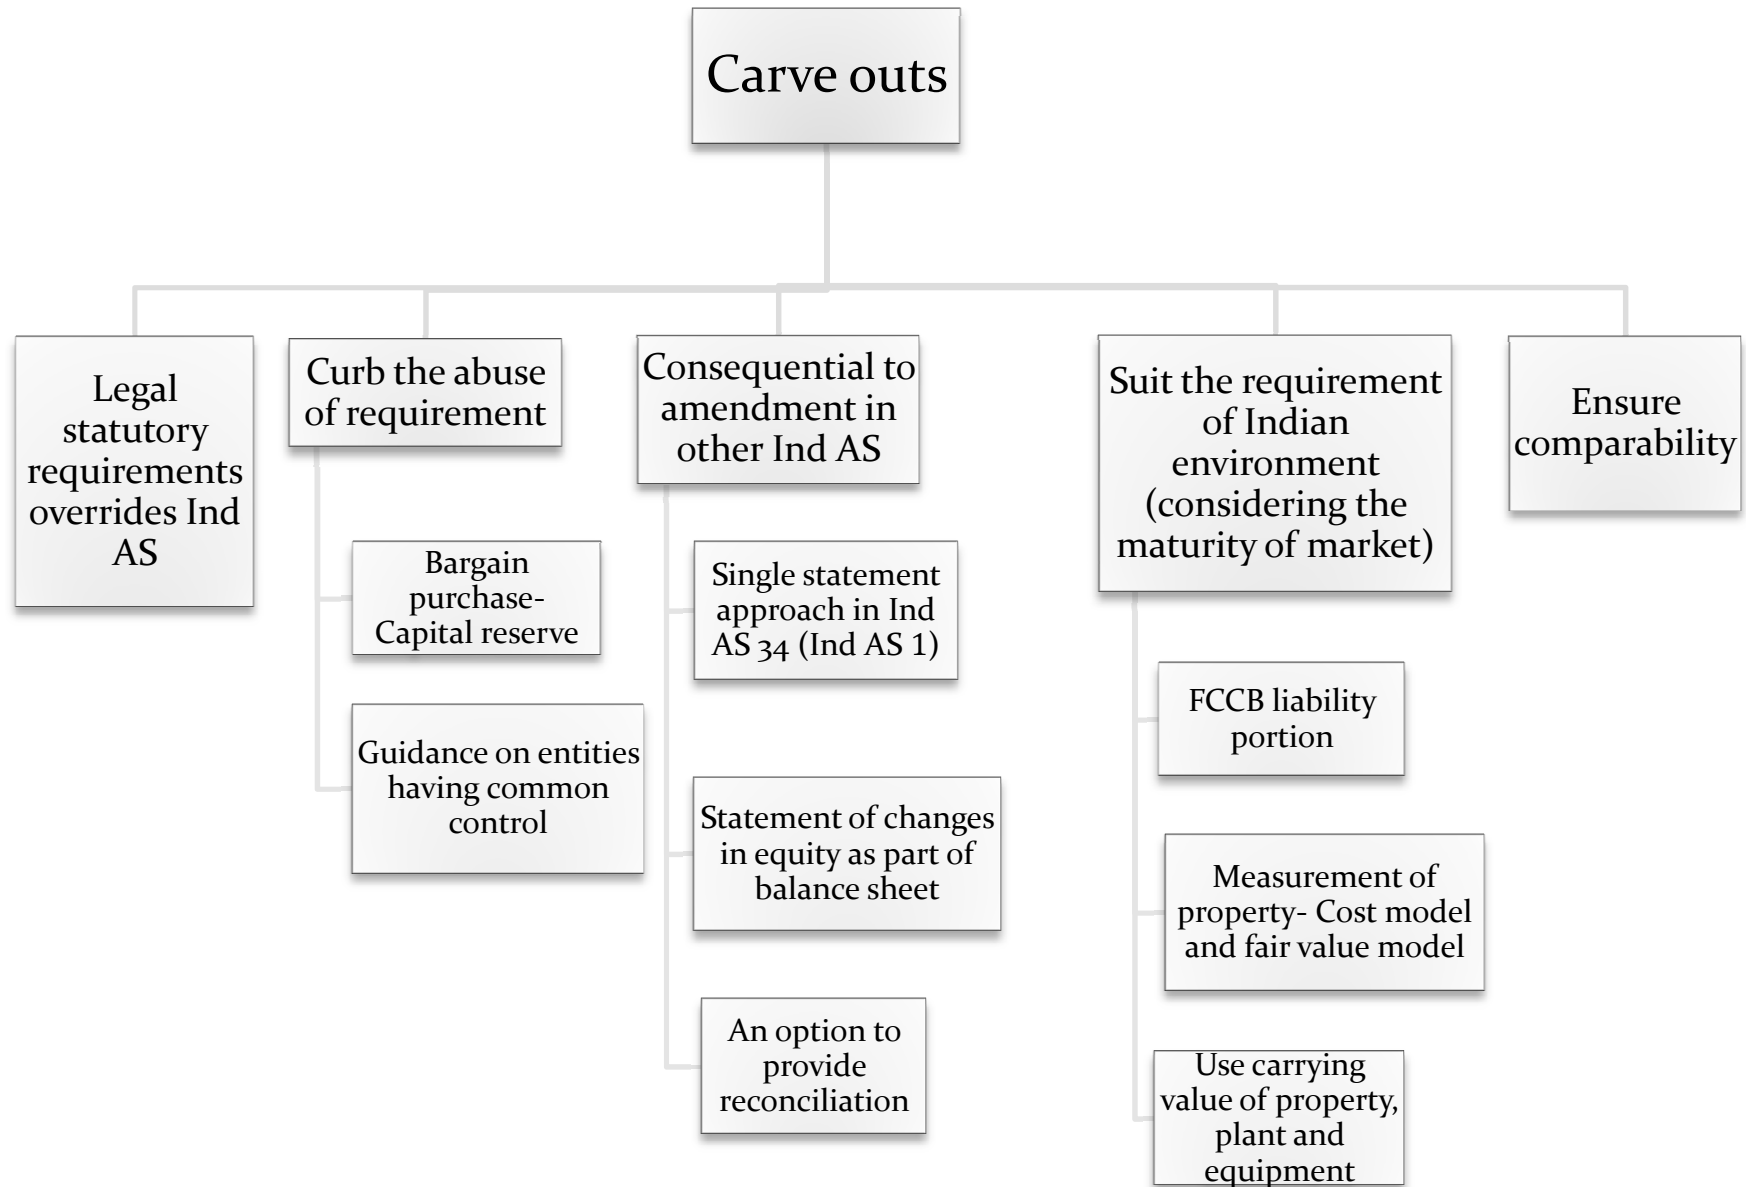 Carve outs
Legal
statutory
requirements
overrides Ind
AS
Curb the abuse
of requirement
Bargain
purchase-
Capital reserve
Guidance on entities
having common
control
Consequential to
amendment in
other Ind AS
Single statement
approach in Ind
AS 34 (Ind AS 1)
Statement of changes
in equity as part of
balance sheet
An option to
provide
reconciliation
Suit the requirement
of Indian
environment
(considering the
maturity of market)
FCCB liability
portion
Measurement of
property- Cost model
and fair value model
Use carrying
value of property,
plant and
equipment
Ensure
comparability